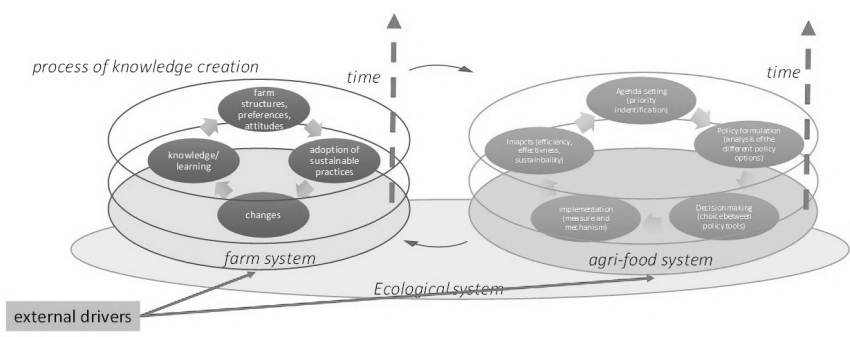 process of knowledge creation
time
farm
structures,
preferences,
attitudes
adoption of
sustainable
practices
changes
knowledge/
learning
farm system
time
Agenda setting
(priority
indentification)
Policy formulation
(analysis of the
different policy
options)
Decision making
(choice between
policy tools)
implementation
(measure and
mechanism)
Imapcts (efficiency,
effectivness,
sustainbaility)
agri-food system
Ecological system
external drivers